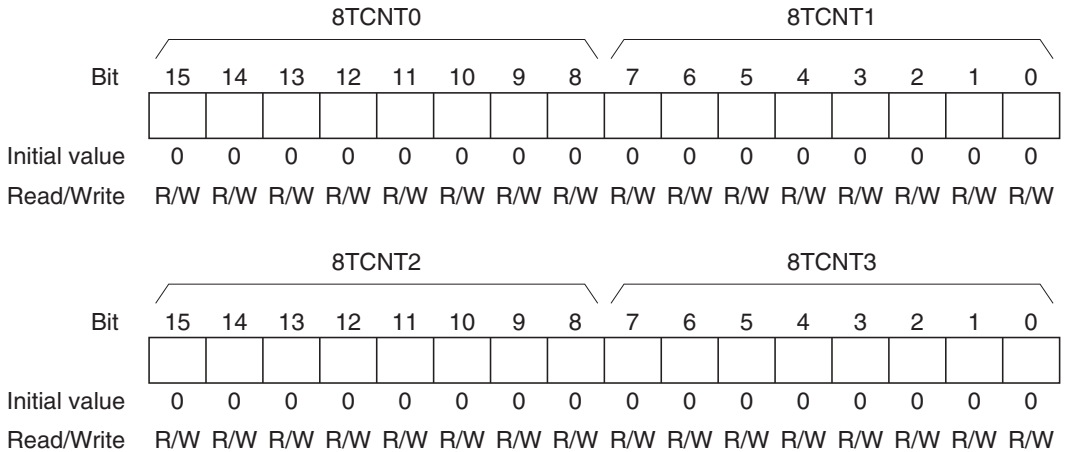 8TCNT0 8TCNT1
Bit 15 14 13 12 11 10 9 8 7 6 5 4 3 2 1 0
Initial value 0 0 0 0 0 0 0 0 0 0 0 0 0 0 0 0
Read/Write R/W R/W R/W R/W R/W R/W R/W R/W R/W R/W R/W R/W R/W R/W R/W R/W
8TCNT2 8TCNT3
Bit 15 14 13 12 11 10 9 8 7 6 5 4 3 2 1 0
Initial value 0 0 0 0 0 0 0 0 0 0 0 0 0 0 0 0
Read/Write R/W R/W R/W R/W R/W R/W R/W R/W R/W R/W R/W R/W R/W R/W R/W R/W